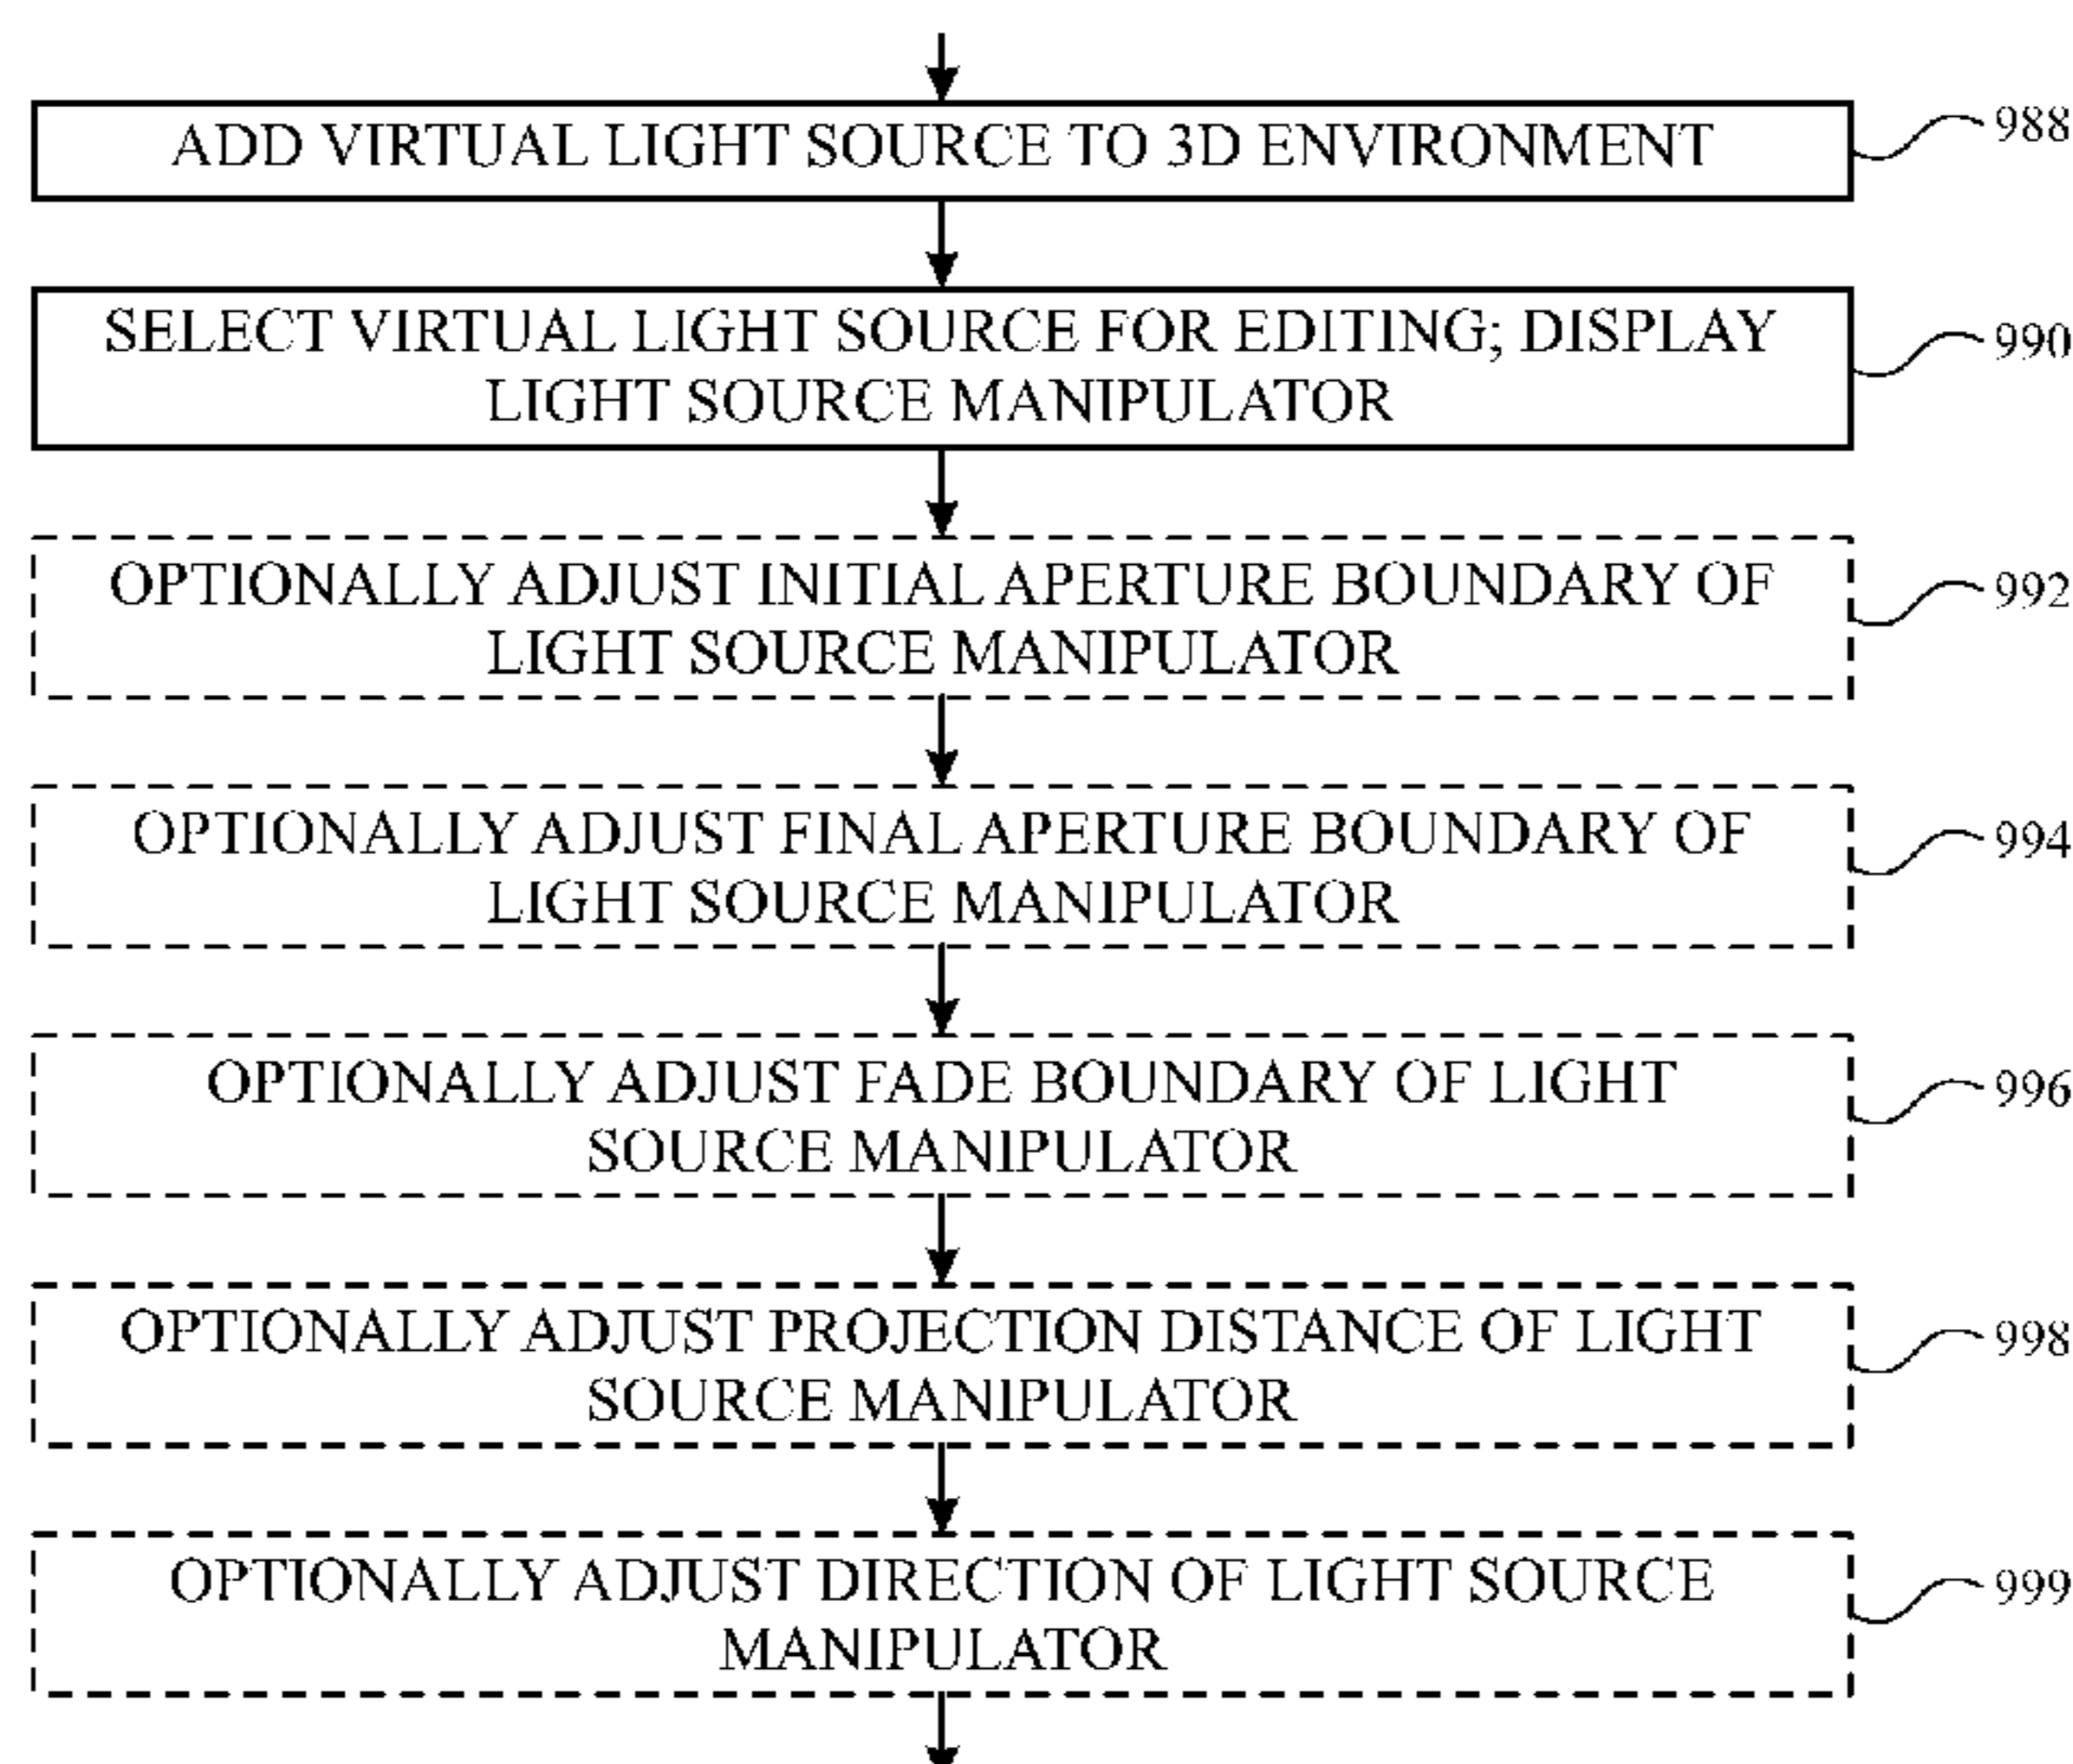 ADD VIRTUAL LIGHT SOURCE TO 3D ENVIRONMENT
988
SELECT VIRTUAL LIGHT SOURCE FOR EDITING; DISPLAY
LIGHT SOURCE MANIPULATOR
990
OPTIONALLY ADJUST INITIAL APERTURE BOUNDARY OF
LIGHT SOURCE MANIPULATOR
992
OPTIONALLY ADJUST FINAL APERTURE BOUNDARY OF
LIGHT SOURCE MANIPULATOR
994
OPTIONALLY ADJUST FADE BOUNDARY OF LIGHT
SOURCE MANIPULATOR
996
OPTIONALLY ADJUST PROJECTION DISTANCE OF LIGHT
SOURCE MANIPULATOR
998
OPTIONALLY ADJUST DIRECTION OF LIGHT SOURCE
MANIPULATOR
999